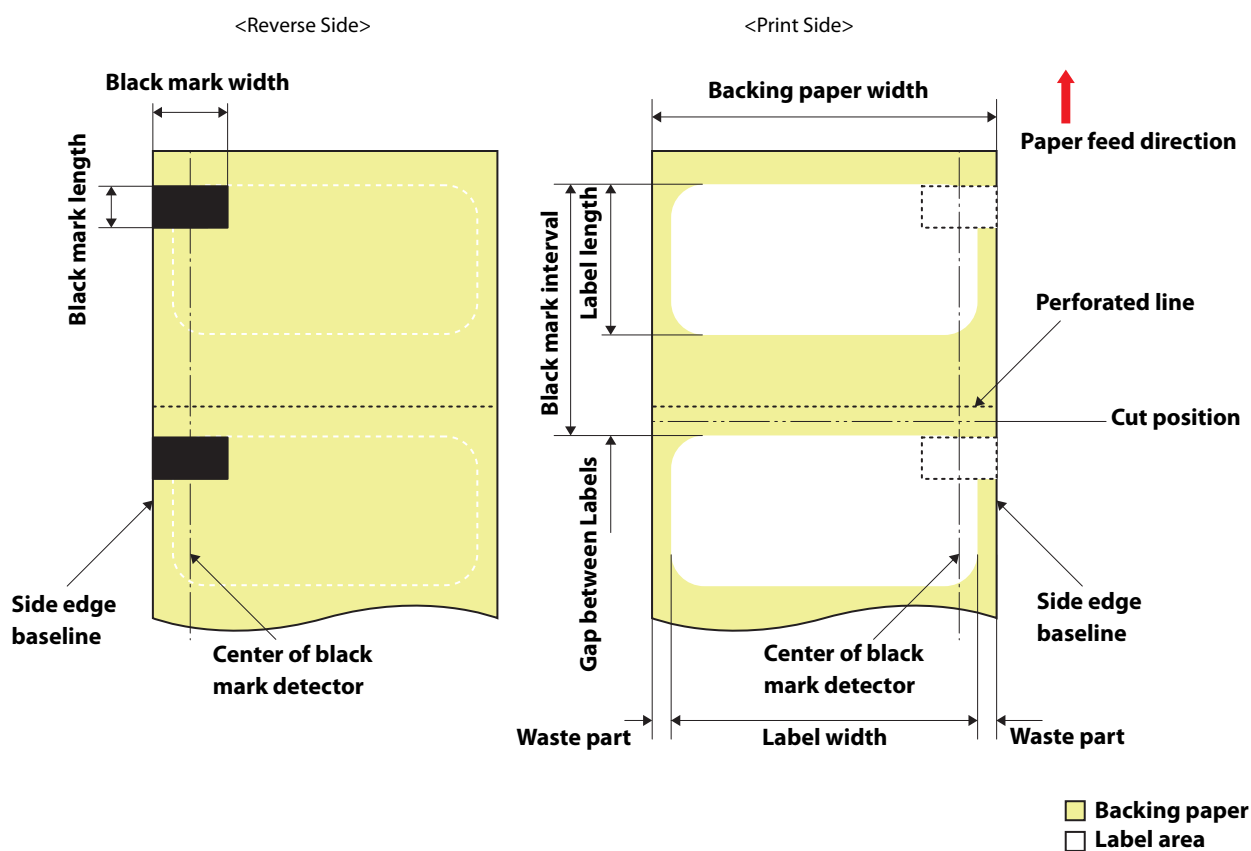 <Reverse Side>
<Print Side>
Black mark width
Backing paper width
Paper feed direction
Black mark length
Black mark interval
Label length
Perforated line
Cut position
Gap between Labels
Side edge
baseline
Center of black
mark detector
Center of black
mark detector
Side edge
baseline
Waste part
Label width
Waste part
Backing paper
Label area